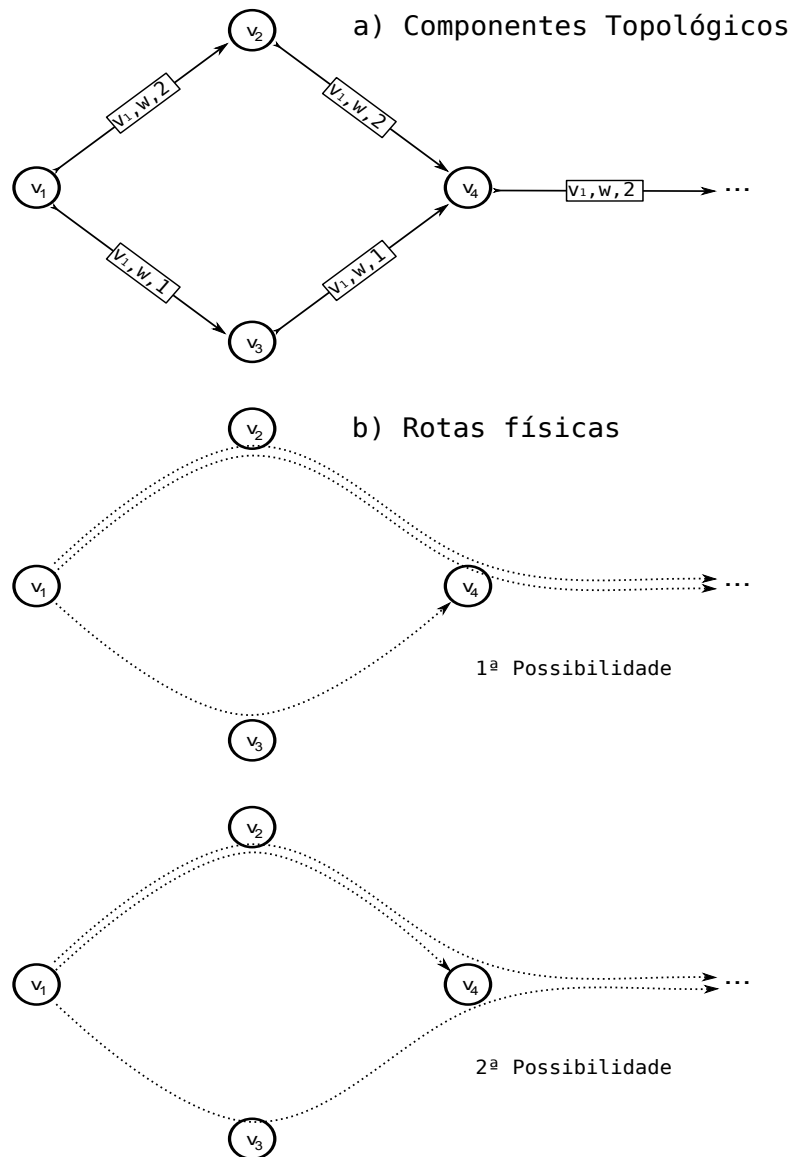 a) Componentes Topológicos
v₂
v₁,w,2
v₁,w,2
v₁
v₄
v₁,w,2
...
v₁,w,1
v₁,w,1
v₃
b) Rotas físicas
v₂
v₁
v₄
...
1ª Possibilidade
v₃
v₂
v₁
v₄
...
2ª Possibilidade
v₃